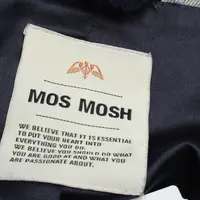 MOS MOSH
WE BELIEVE THAT IT IS ESSENTIAL
TO PUT YOUR HEART INTO
EVERYTHING YOU DO.
WE BELIEVE YOU SHOULD DO WHAT
YOU ARE GOOD AT AND WHAT YOU
ARE PASSIONATE ABOUT.